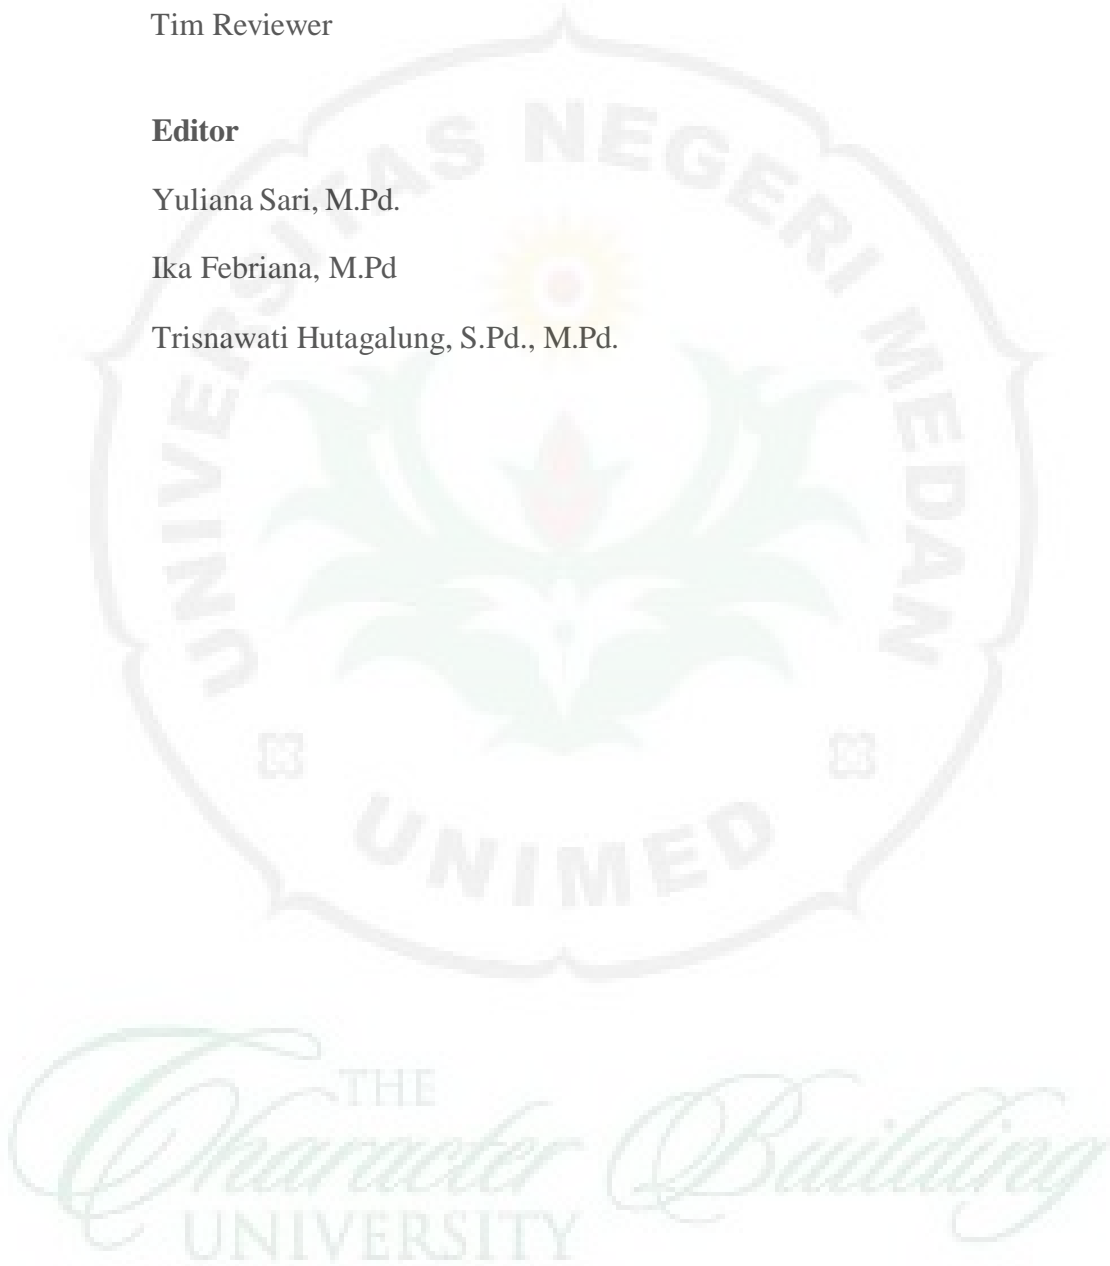 Tim Reviewer
Editor
Yuliana Sari, M.Pd.
Ika Febriana, M.Pd
Trisnawati Hutagalung, S.Pd., M.Pd.
UNIVERSITAS NEGERI MEDAN
UNIMED
THE
Character Building
UNIVERSITY